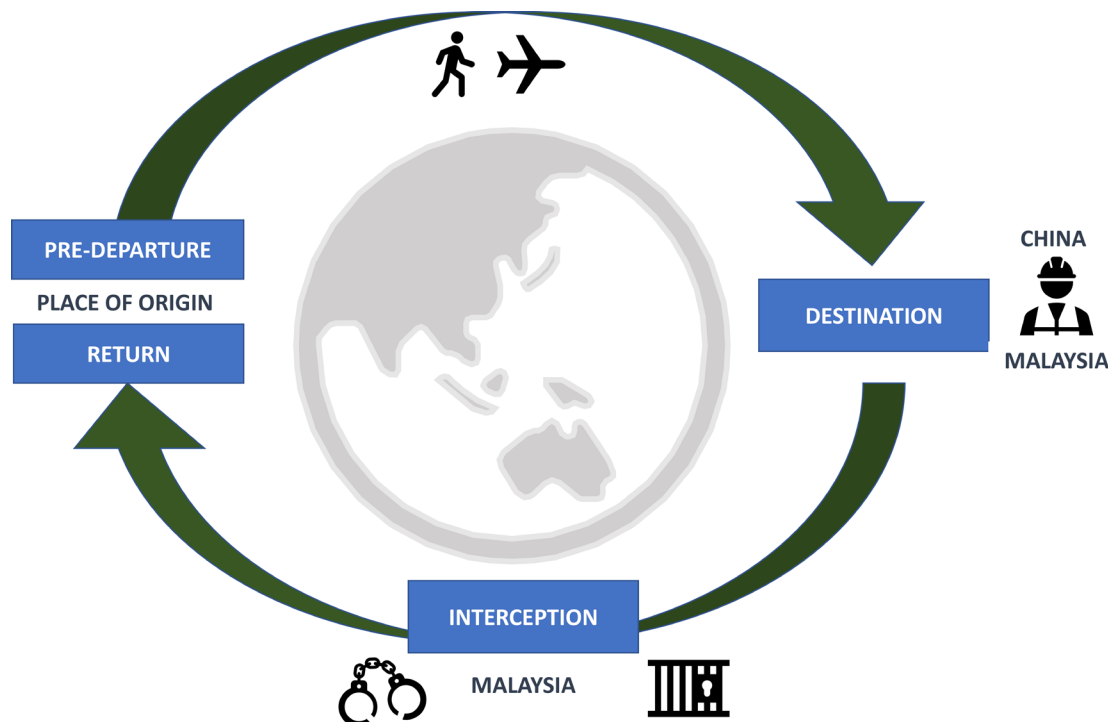 PRE-DEPARTURE
PLACE OF ORIGIN
RETURN
CHINA
DESTINATION
MALAYSIA
INTERCEPTION
MALAYSIA